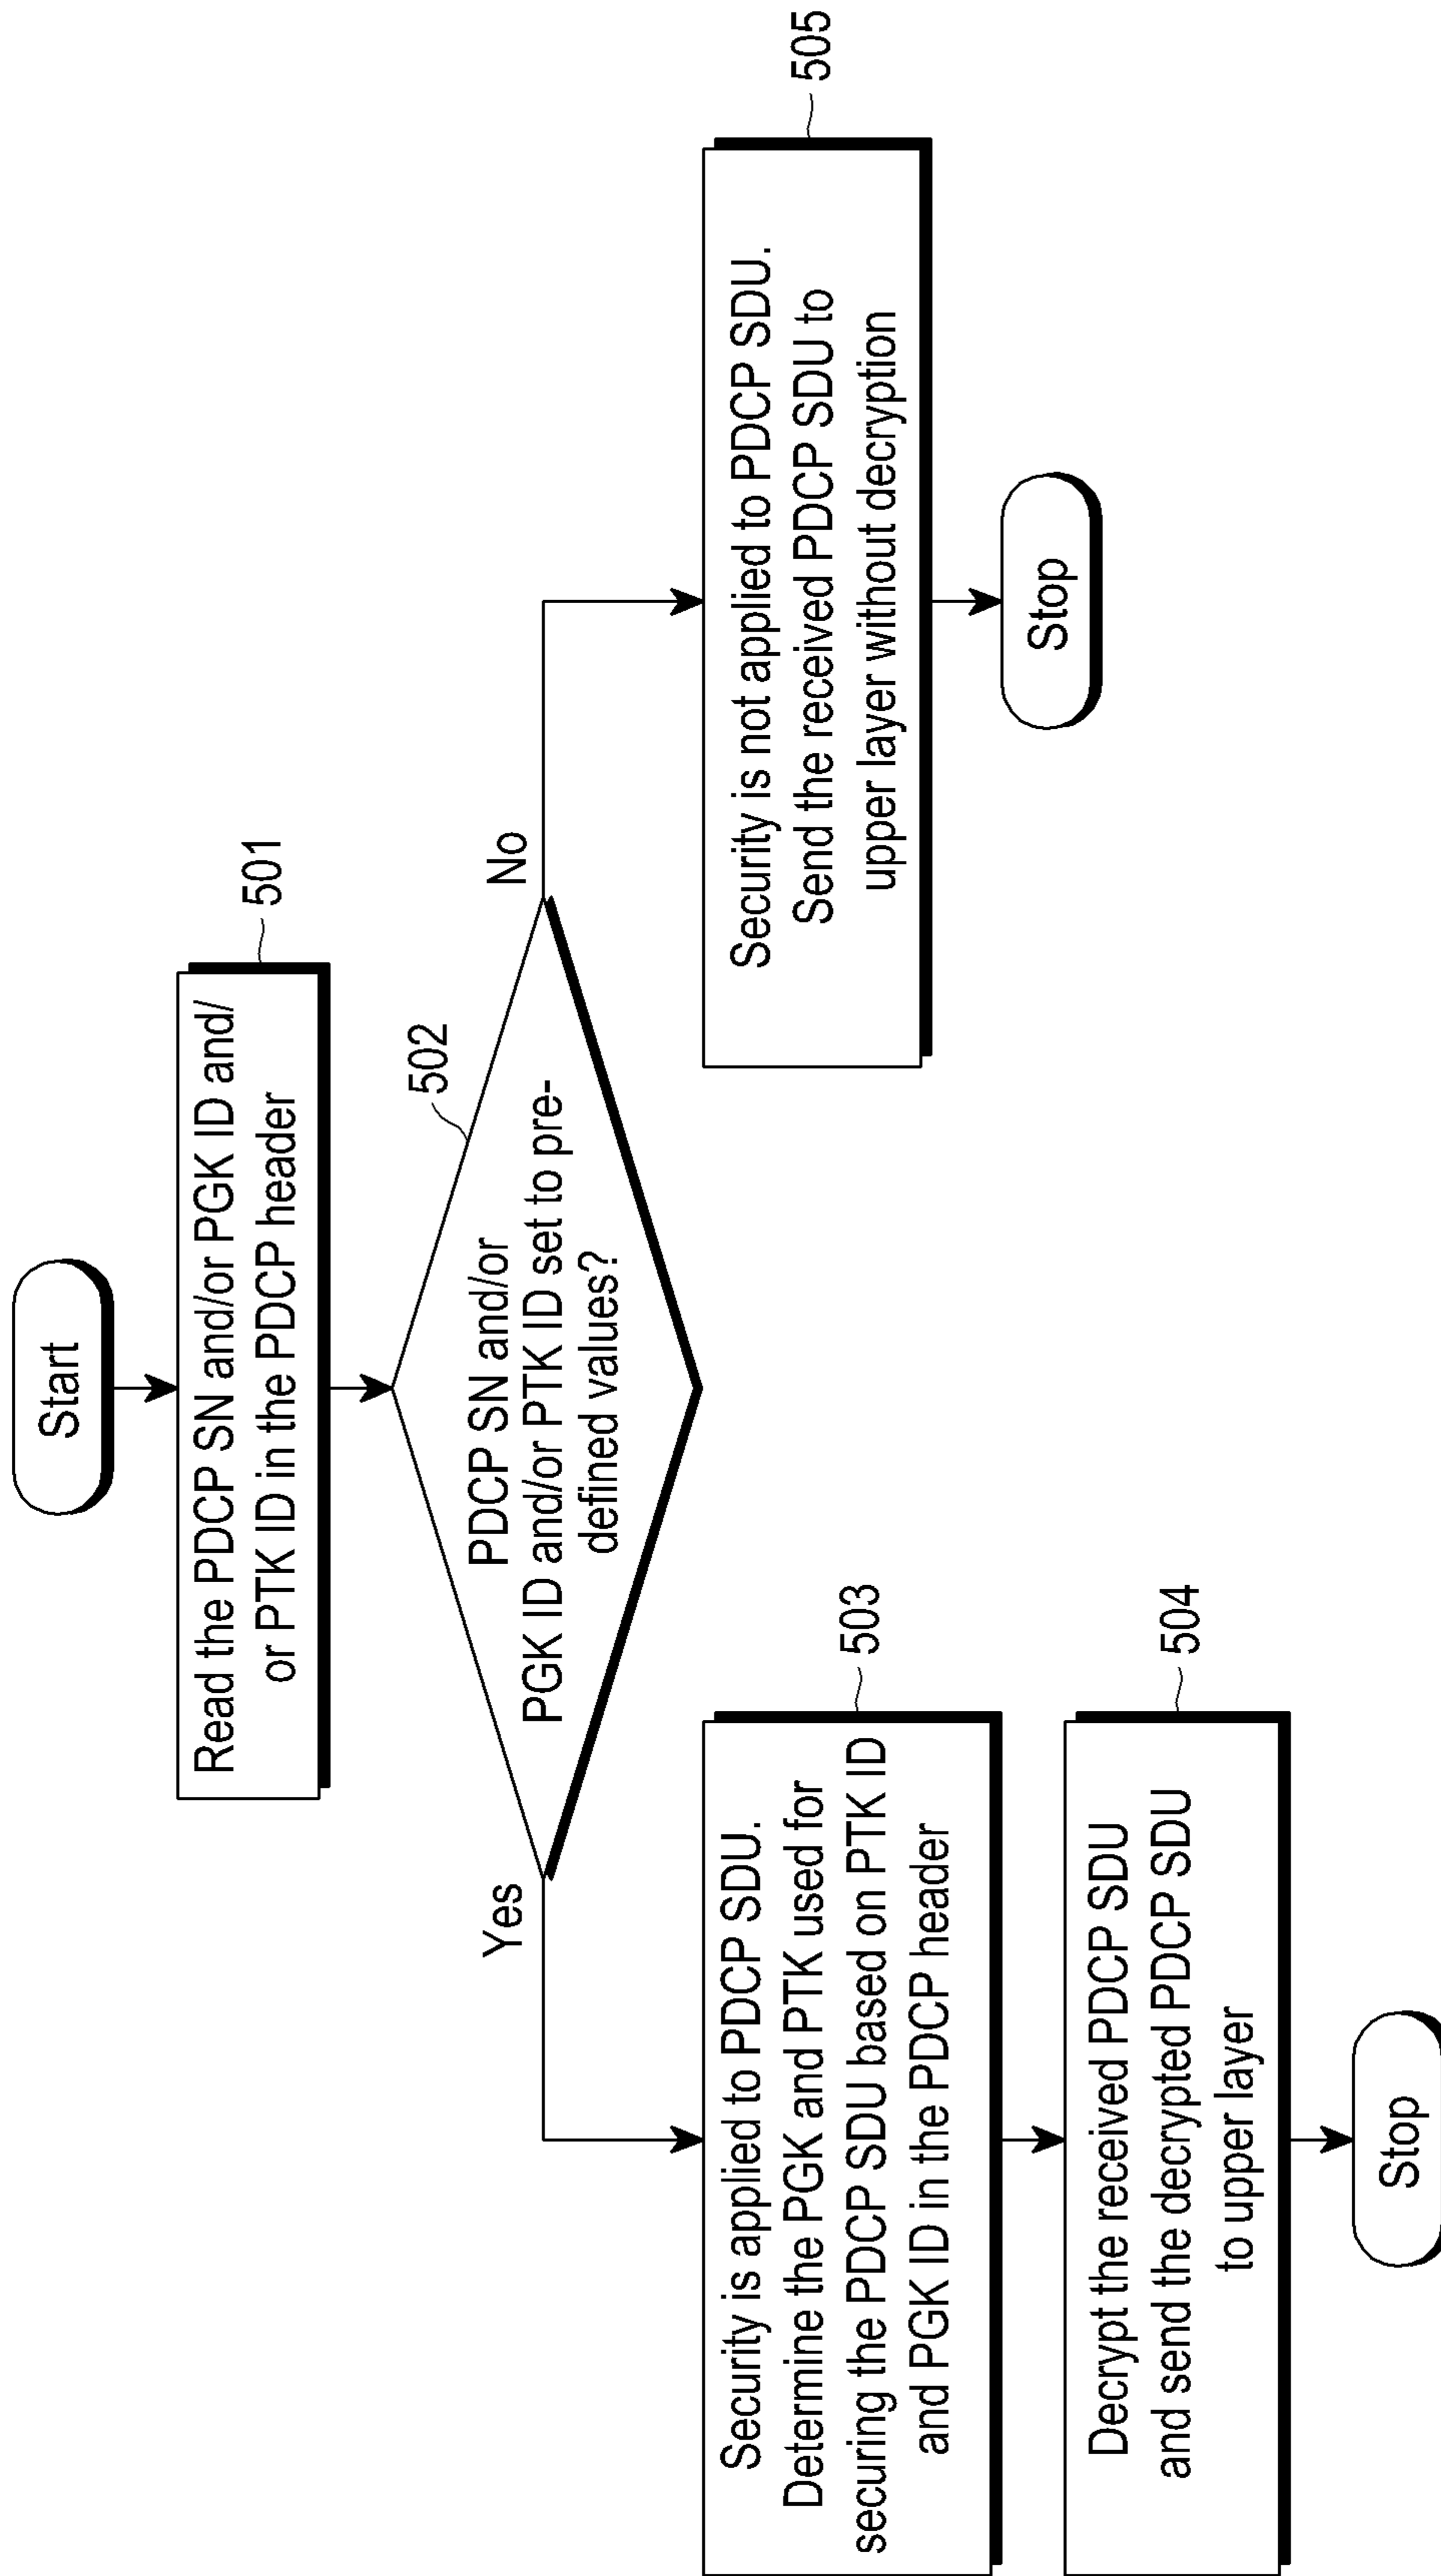 Start
Read the PDCP SN and/or PGK ID and/
or PTK ID in the PDCP header
501
502
PDCP SN and/or
PGK ID and/or PTK ID set to pre-
defined values?
Yes
No
Security is applied to PDCP SDU.
Determine the PGK and PTK used for
securing the PDCP SDU based on PTK ID
and PGK ID in the PDCP header
503
Decrypt the received PDCP SDU
and send the decrypted PDCP SDU
to upper layer
504
Stop
Security is not applied to PDCP SDU.
Send the received PDCP SDU to
upper layer without decryption
505
Stop